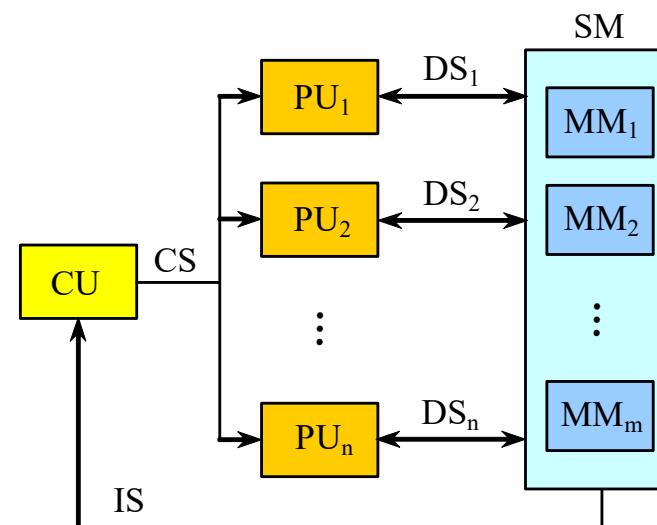 SM
DS₁
PU₁
MM₁
DS₂
PU₂
MM₂
CS
CU
⋮
⋮
DSₙ
PUₙ
MMₘ
IS